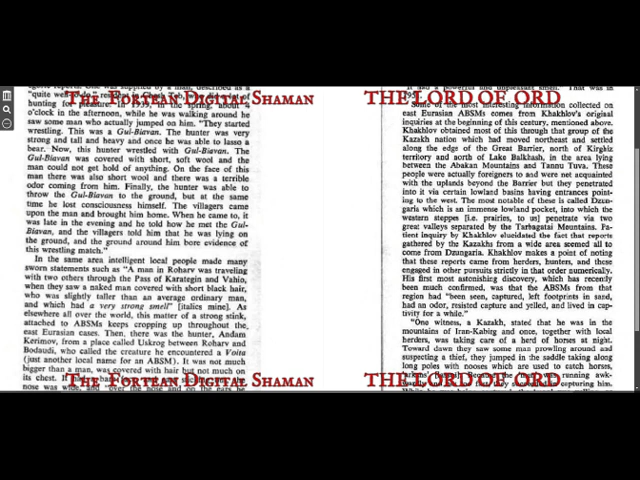 "quite well
THE FORTEAN DIGITAL SHAMAN
hunting for pleasure. In 1939, in the spring, about 4
o'clock in the afternoon, while he was walking around he
saw some man who actually jumped on him. "They started
wrestling. This was a Gul-Biavan. The hunter was very
strong and tall and heavy and once he was able to lasso a
bear. Now, this hunter wrestled with Gul-Biavan. The
Gul-Biavan was covered with short, soft wool and the
man could not get hold of anything. On the face of this
man there was also short wool and there was a terrible
odor coming from him. Finally, the hunter was able to
throw the Gul-Biavan to the ground, but at the same
time he lost consciousness himself. The villagers came
upon the man and brought him home. When he came to, it
was late in the evening and he told how he met the Gul-
Biavan, and the villagers told him that he was lying on
the ground, and the ground around him bore evidence of
this wrestling match."
In the same area intelligent local people made many
sworn statements such as "A man in Roharv was traveling
with two others through the Pass of Karategin and Vahio,
when they saw a naked man covered with short black hair,
who was slightly taller than an average ordinary man,
and which had a very strong smell" [italics mine]. As
elsewhere all over the world, this matter of a strong stink,
attached to ABSMs keeps cropping up throughout the,
east Eurasian cases. Then, there was the hunter, Andam
Kerimov, from a place called Uskrog between Roharv and
Bodaudi, who called the creature he encountered a Voita
(just another local name for an ABSM). It was not much
bigger than a man, was covered with hair but not much on
its chest.
THE FORTEAN DIGITAL SHAMAN
nose was wide, and "over the nose and on the ears he
had a powerful and unpleasant smell." That was in
THE LORD OF ORD
Some of the most interesting information collected on
east Eurasian ABSMs comes from Khakhlov's original
inquiries at the beginning of this century, mentioned above.
Khakhlov obtained most of this through that group of the
Kazakh nation which had moved northeast and settled
along the edge of the Great Barrier, north of Kirghiz
territory and north of Lake Balkhash, in the area lying
between the Abakan Mountains and Tannu Tuva. These
people were actually foreigners to and were not acquainted
with the uplands beyond the Barrier but they penetrated
into it via certain lowland basins having entrances point-
ing to the west. The most notable of these is called Dzun-
garia which is an immense lowland pocket, into which the
western steppes [i.e. prairies, to us] penetrate via two
great valleys separated by the Tarbagatai Mountains. Pa-
tient inquiry by Khakhlov elucidated the fact that reports
gathered by the Kazakhs from a wide area seemed all to
come from Dzungaria. Khakhlov makes a point of noting
that these reports came from herders, hunters, and those
engaged in other pursuits strictly in that order numerically.
His first most astonishing discovery, which has recently
been much confirmed, was that the ABSMs from that
region had "been seen, captured, left footprints in sand,
had an odor, resisted capture and yelled, and lived in cap-
tivity for a while."
"One witness, a Kazakh, stated that he was in the
mountains of Iran-Kabirg and once, together with local
herders, was taking care of a herd of horses at night.
Toward dawn they saw some man prowling around and
suspecting a thief, they jumped in the saddle taking along
long poles with nooses which are used to catch horses,
running awk-
THE LORD OF ORD
capturing him.